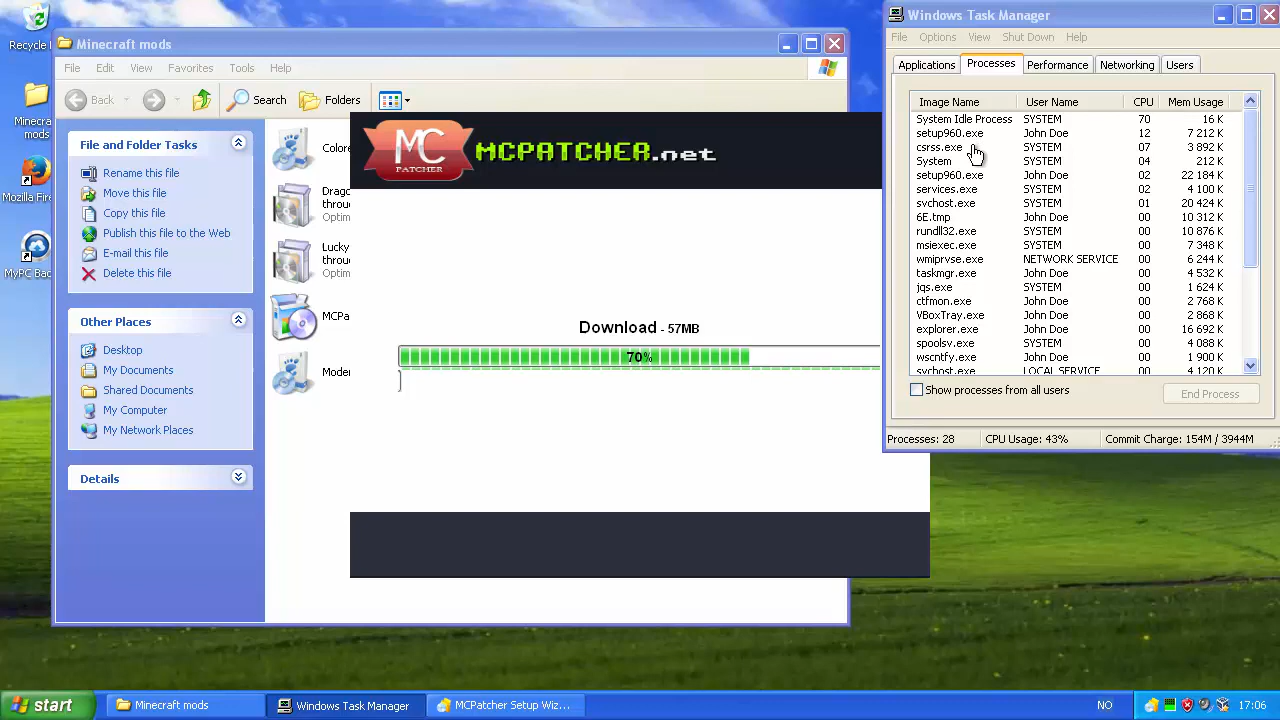 Recycle
Minecra
mods
Mozilla Fire
MyPC Bac
Minecraft mods
File Edit View Favorites Tools Help
Back Search Folders
File and Folder Tasks
Rename this file
Move this file
Copy this file
Publish this file to the Web
E-mail this file
Delete this file
Other Places
Desktop
My Documents
Shared Documents
My Computer
My Network Places
Details
Colore
Drago
throu
Optim
Lucky
throu
Optim
MCPa
Moder
MC
PATCHER
MCPATCHER.net
Download - 57MB
70%
Windows Task Manager
File Options View Shut Down Help
Applications Processes Performance Networking Users
Image Name User Name CPU Mem Usage
System Idle Process SYSTEM 70 16 K
setup960.exe John Doe 12 7 212 K
csrss.exe SYSTEM 07 3 700 K
System SYSTEM 06 212 K
setup960.exe John Doe 02 22 184 K
services.exe SYSTEM 02 4 100 K
svchost.exe SYSTEM 01 20 424 K
6E.tmp John Doe 00 10 312 K
rundll32.exe SYSTEM 00 10 876 K
msiexec.exe SYSTEM 00 7 348 K
wmiprvse.exe NETWORK SERVICE 00 6 244 K
taskmgr.exe John Doe 00 4 532 K
jqs.exe SYSTEM 00 1 624 K
ctfmon.exe John Doe 00 2 768 K
VBoxTray.exe John Doe 00 2 868 K
explorer.exe John Doe 00 16 692 K
spoolsv.exe SYSTEM 00 4 088 K
wscntfy.exe John Doe 00 2 040 K
svchost.exe LOCAL SERVICE 00 4 120 K
Show processes from all users
End Process
Processes: 28 CPU Usage: 43% Commit Charge: 154M / 3944M
start Minecraft mods Windows Task Manager MCPatcher Setup Wiz... NO 17:06